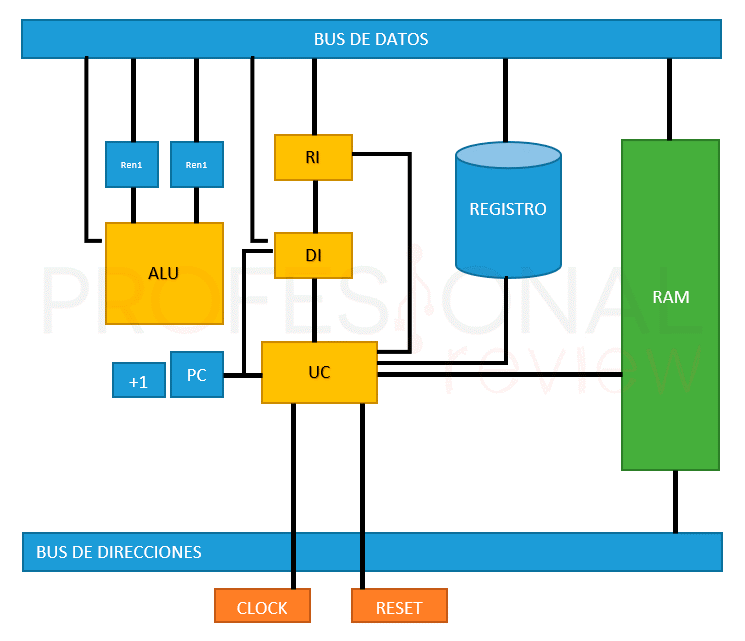 BUS DE DATOS
Ren1
Ren1
RI
REGISTRO
ALU
DI
RAM
PROFESIONAL
review
+1
PC
UC
BUS DE DIRECCIONES
CLOCK
RESET